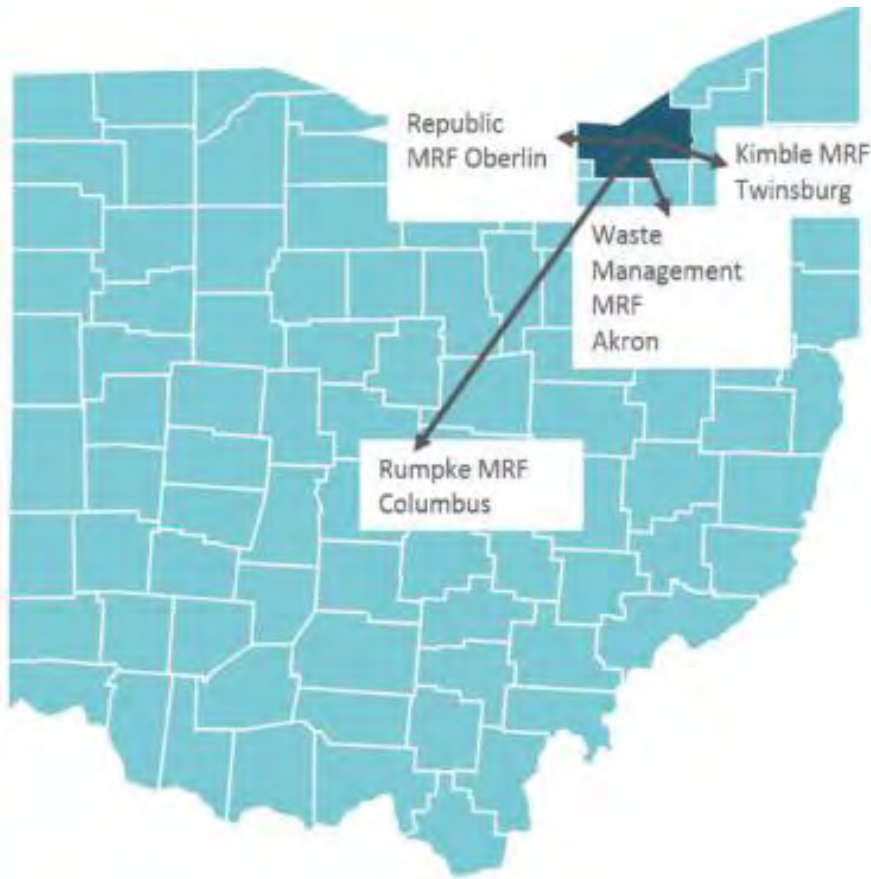 Republic
MRF Oberlin
Kimble MRF
Twinsburg
Waste
Management
MRF
Akron
Rumpke MRF
Columbus